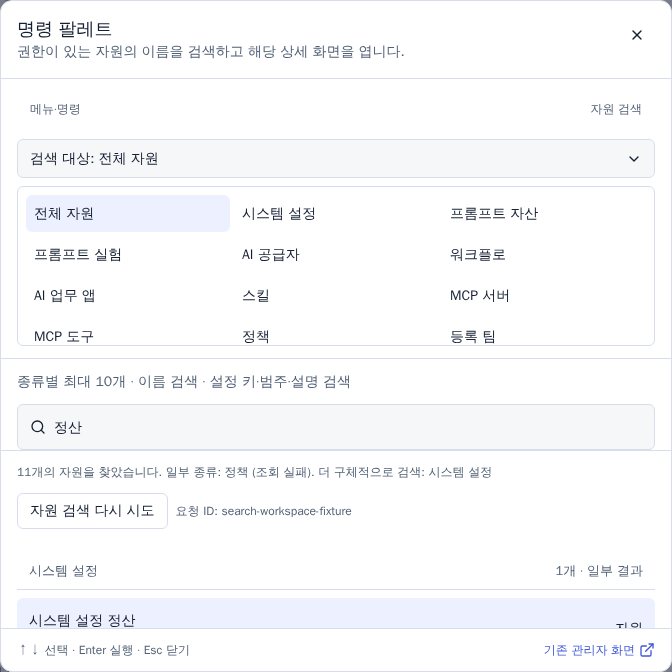 명령 팔레트
권한이 있는 자원의 이름을 검색하고 해당 상세 화면을 엽니다.
메뉴·명령 자원 검색
검색 대상: 전체 자원
전체 자원 시스템 설정 프롬프트 자산
프롬프트 실험 AI 공급자 워크플로
AI 업무 앱 스킬 MCP 서버
MCP 도구 정책 등록 팀
종류별 최대 10개 · 이름 검색 · 설정 키·범주·설명 검색
정산
11개의 자원을 찾았습니다. 일부 종류: 정책 (조회 실패). 더 구체적으로 검색: 시스템 설정
자원 검색 다시 시도 요청 ID: search-workspace-fixture
시스템 설정 1개 · 일부 결과
시스템 설정 정산 자원
↑ ↓ 선택 · Enter 실행 · Esc 닫기 기존 관리자 화면